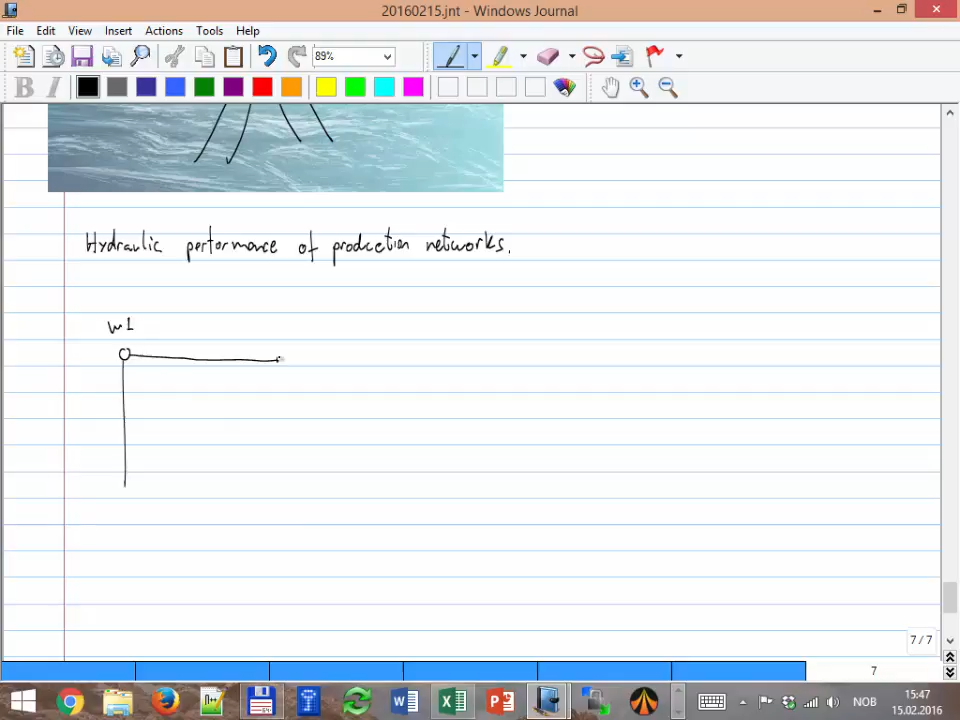 20160215.jnt - Windows Journal
File Edit View Insert Actions Tools Help
89%
B I
Hydraulic performance of production networks.
W1
7 / 7
7
15:47
NOB
15.02.2016